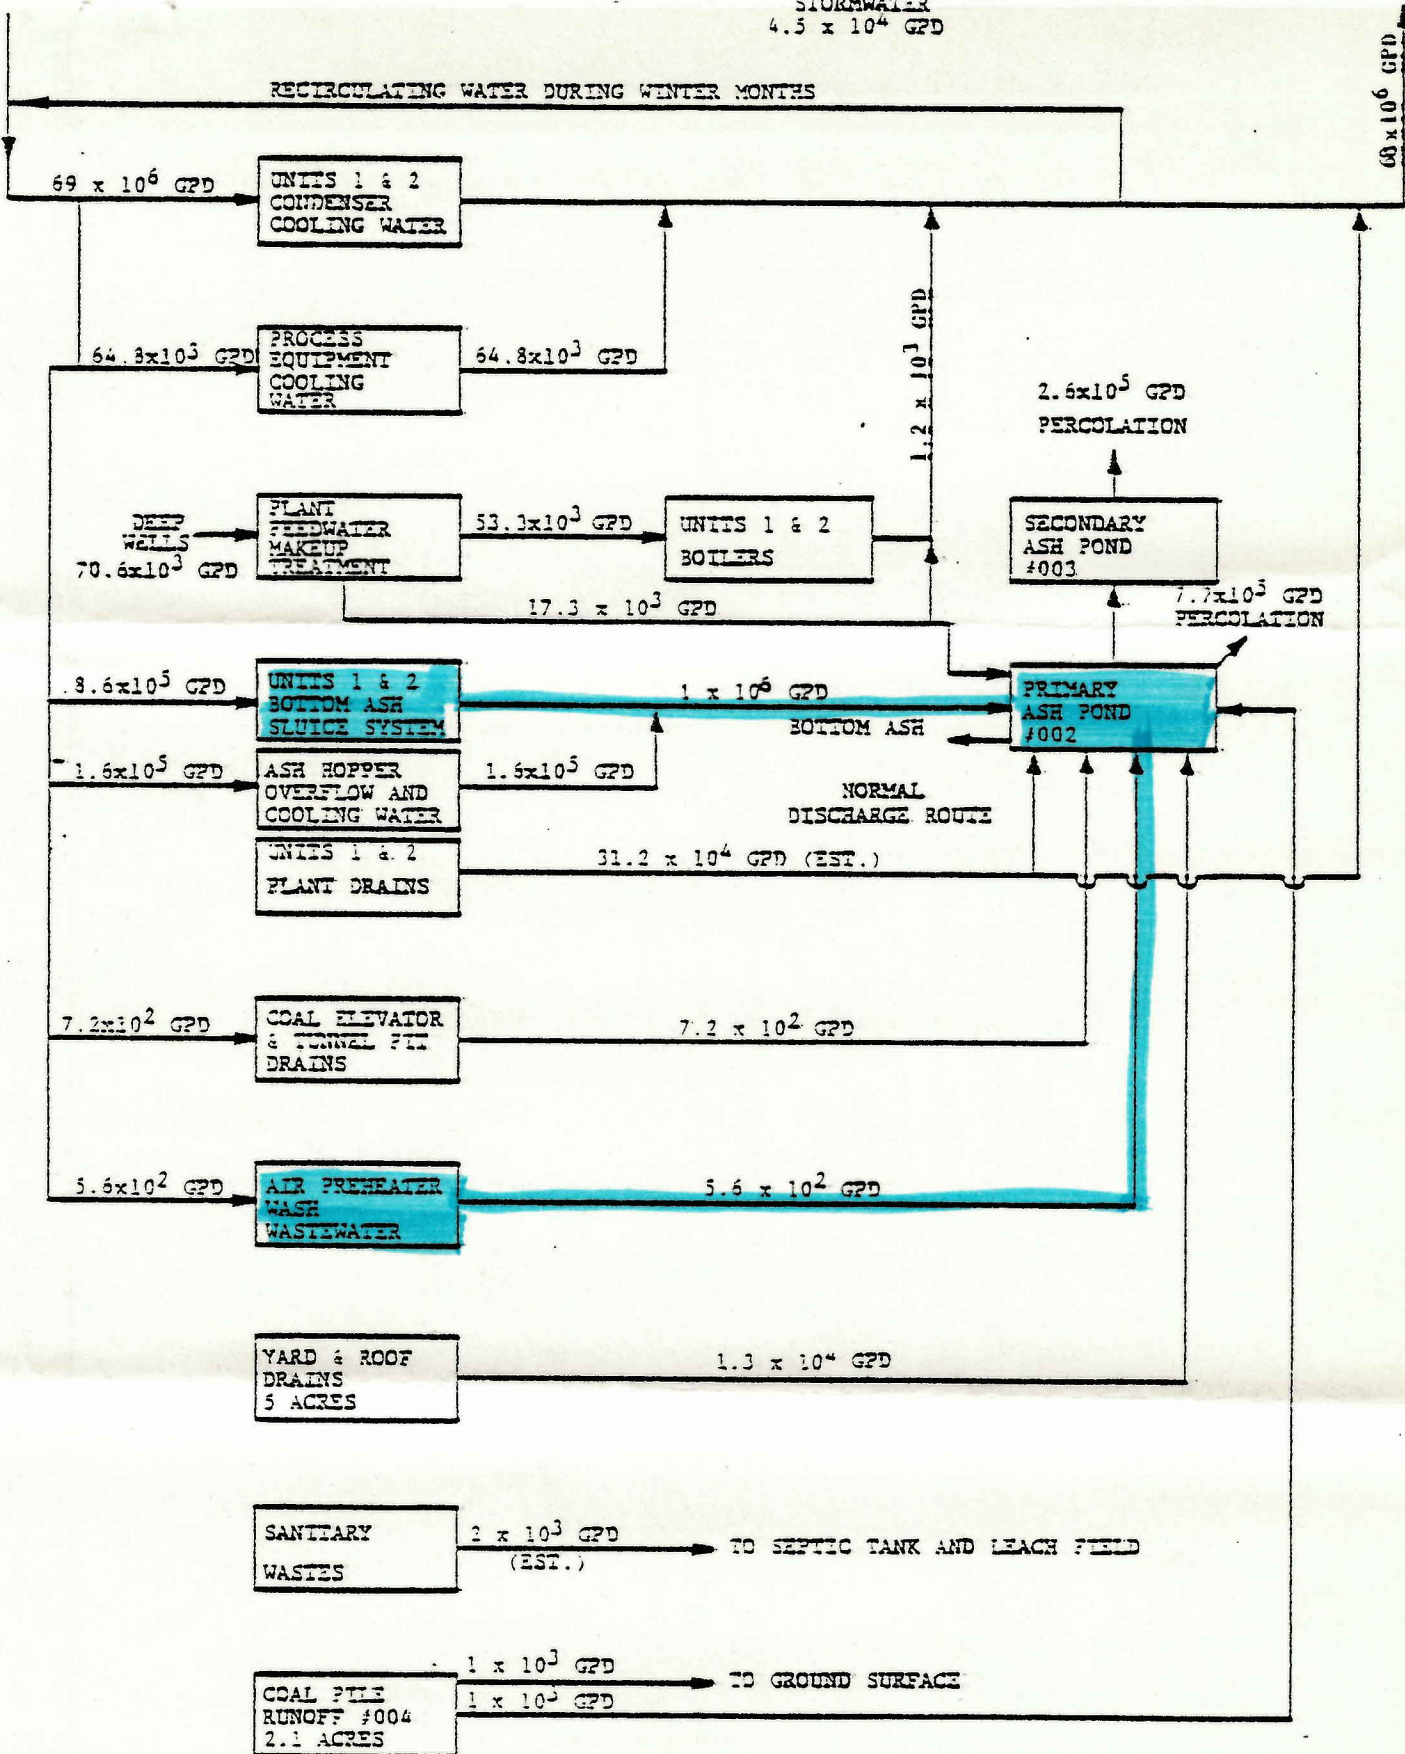 STORMWATER
4.5 x 10⁴ GPD
RECIRCULATING WATER DURING WINTER MONTHS
68x10⁶ GPD
69 x 10⁶ GPD
UNITS 1 & 2
CONDENSER
COOLING WATER
64.8x10³ GPD
PROCESS
EQUIPMENT
COOLING
WATER
64.8x10³ GPD
1.2 x 10³ GPD
2.6x10⁵ GPD
PERCOLATION
DEEP
WELLS
70.6x10³ GPD
PLANT
FEEDWATER
MAKEUP
TREATMENT
53.3x10³ GPD
UNITS 1 & 2
BOILERS
SECONDARY
ASH POND
#003
17.3 x 10³ GPD
7.7x10⁵ GPD
PERCOLATION
8.6x10⁵ GPD
UNITS 1 & 2
BOTTOM ASH
SLUICE SYSTEM
1 x 10⁶ GPD
BOTTOM ASH
PRIMARY
ASH POND
#002
1.6x10⁵ GPD
ASH HOPPER
OVERFLOW AND
COOLING WATER
1.6x10⁵ GPD
NORMAL
DISCHARGE ROUTE
UNITS 1 & 2
PLANT DRAINS
31.2 x 10⁴ GPD (EST.)
7.2x10² GPD
COAL ELEVATOR
& TUNNEL PIT
DRAINS
7.2 x 10² GPD
5.6x10² GPD
AIR PREHEATER
WASH
WASTEWATER
5.6 x 10² GPD
YARD & ROOF
DRAINS
5 ACRES
1.3 x 10⁴ GPD
SANITARY
WASTES
2 x 10³ GPD
(EST.)
TO SEPTIC TANK AND LEACH FIELD
COAL PILE
RUNOFF #004
2.1 ACRES
1 x 10³ GPD
TO GROUND SURFACE
1 x 10³ GPD